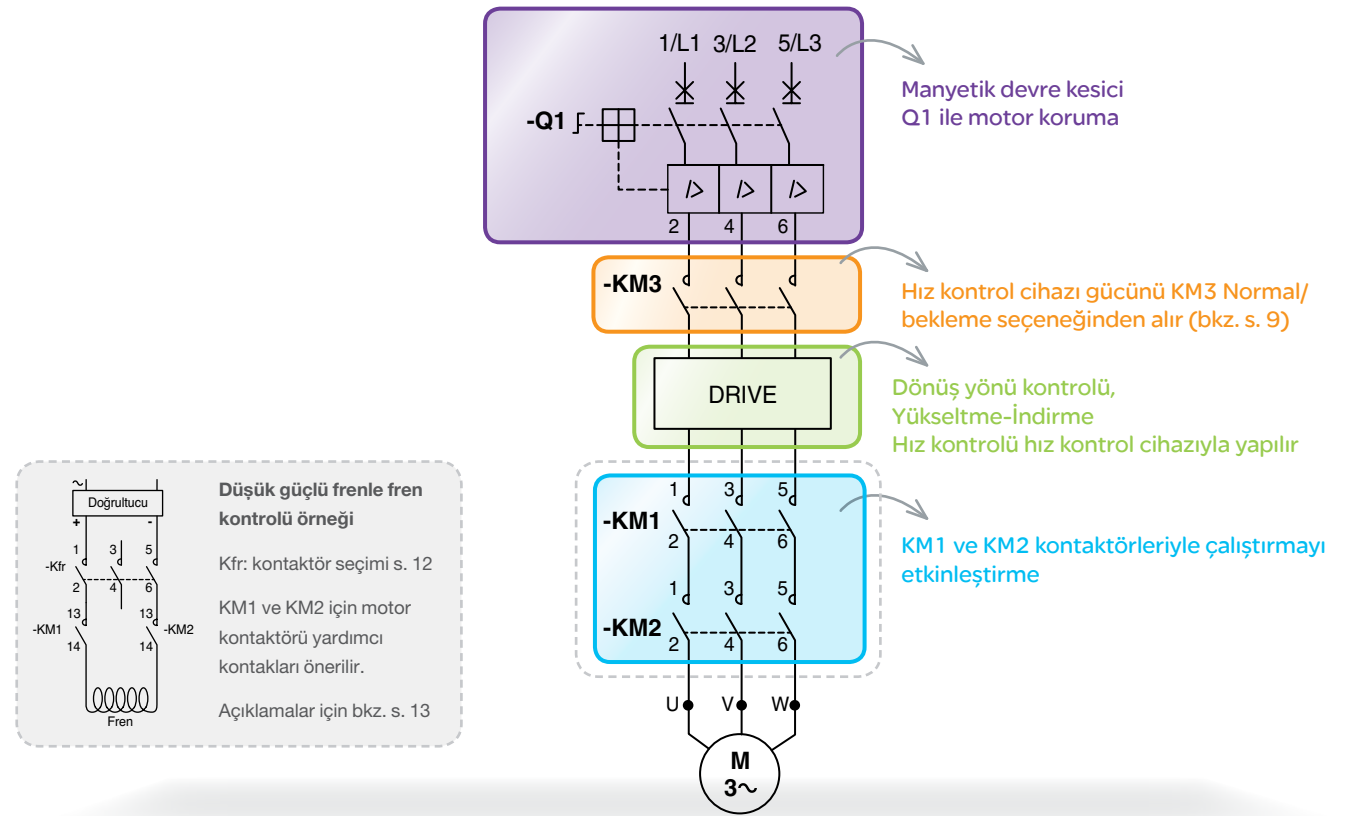 1/L1 3/L2 5/L3
-Q1
I> I> I>
2 4 6
Manyetik devre kesici
Q1 ile motor koruma
-KM3
Hız kontrol cihazı gücünü KM3 Normal/
bekleme seçeneğinden alır (bkz. s. 9)
DRIVE
Dönüş yönü kontrolü,
Yükseltme-İndirme
Hız kontrolü hız kontrol cihazıyla yapılır
1 3 5
-KM1
2 4 6
1 3 5
-KM2
2 4 6
KM1 ve KM2 kontaktörleriyle çalıştırmayı
etkinleştirme
U V W
M
3~
~
Doğrultucu
+ -
1 3 5
-Kfr
2 4 6
13 13
-KM1 -KM2
14 14
Fren
Düşük güçlü frenle fren
kontrolü örneği
Kfr: kontaktör seçimi s. 12
KM1 ve KM2 için motor
kontaktörü yardımcı
kontakları önerilir.
Açıklamalar için bkz. s. 13